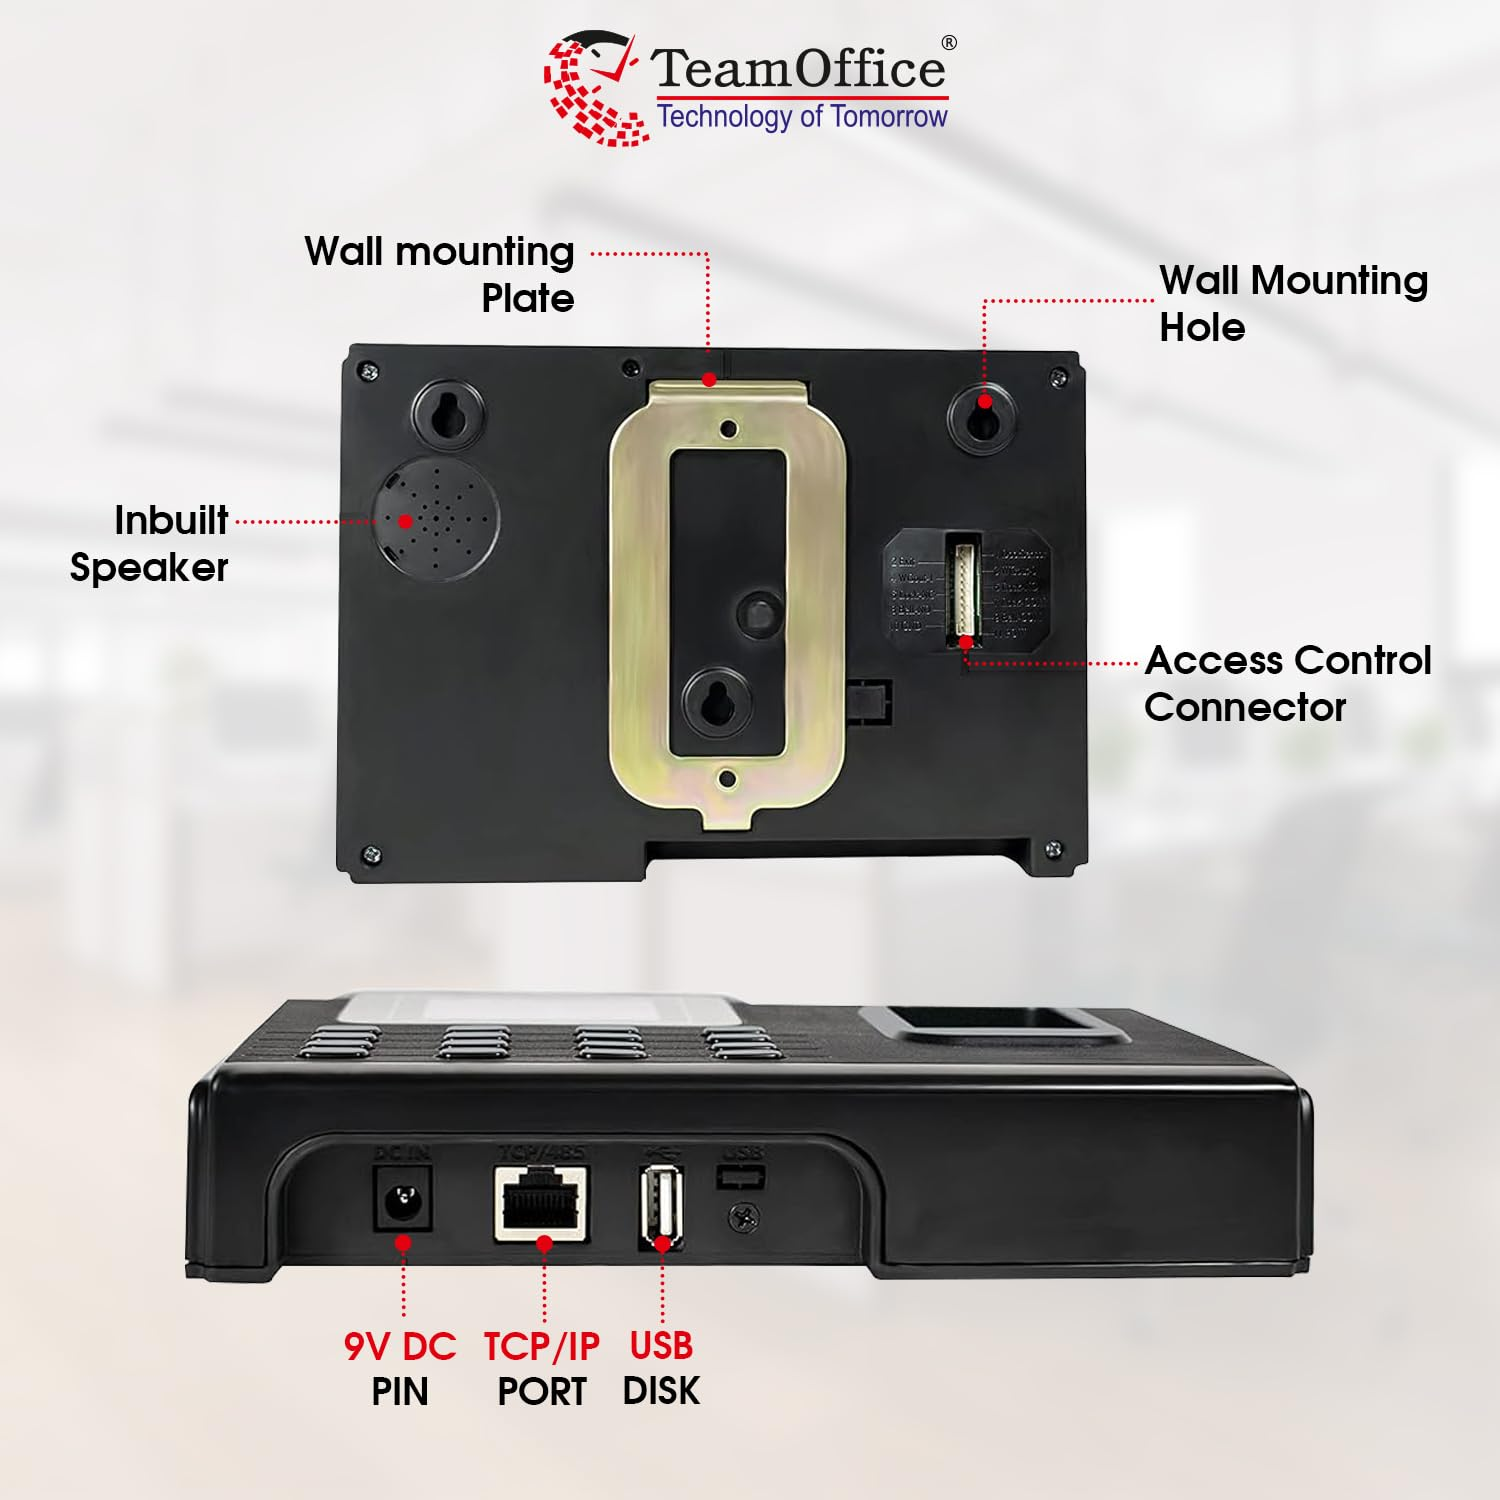 TeamOffice®
Technology of Tomorrow
Wall mounting
Plate
Wall Mounting
Hole
Inbuilt
Speaker
Access Control
Connector
DC IN
TCP/485
USB
9V DC
PIN
TCP/IP
PORT
USB
DISK